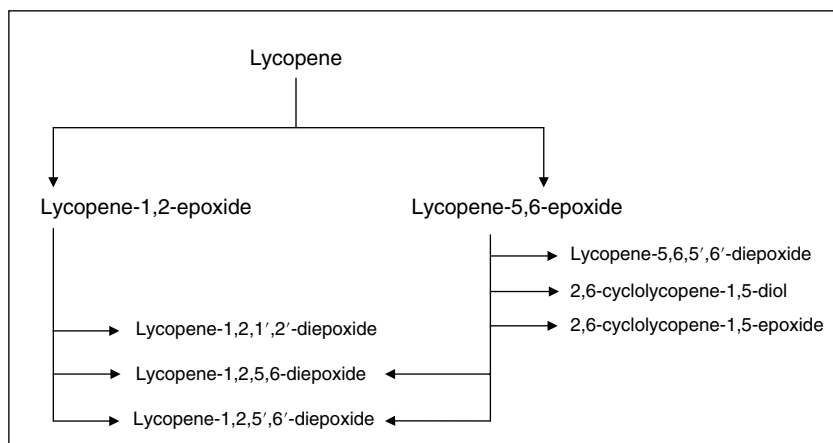 Lycopene
Lycopene-1,2-epoxide
Lycopene-5,6-epoxide
Lycopene-5,6,5′,6′-diepoxide
2,6-cyclolycopene-1,5-diol
2,6-cyclolycopene-1,5-epoxide
Lycopene-1,2,1′,2′-diepoxide
Lycopene-1,2,5,6-diepoxide
Lycopene-1,2,5′,6′-diepoxide